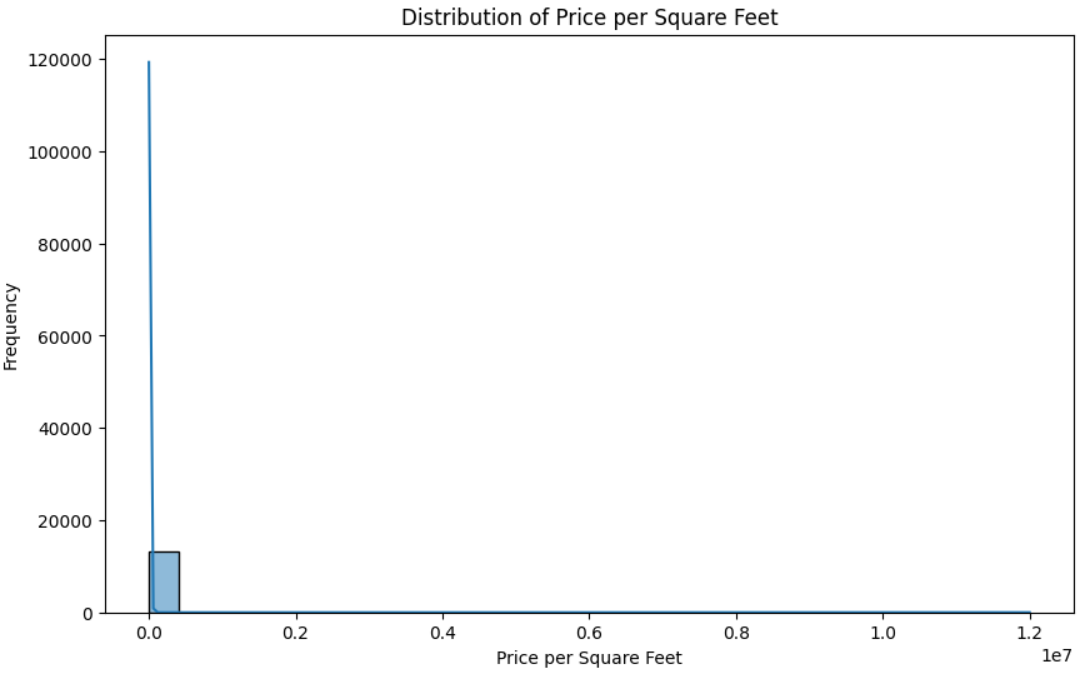 Distribution of Price per Square Feet
120000
100000
80000
60000
40000
20000
0
Frequency
0.0 0.2 0.4 0.6 0.8 1.0 1.2
1e7
Price per Square Feet